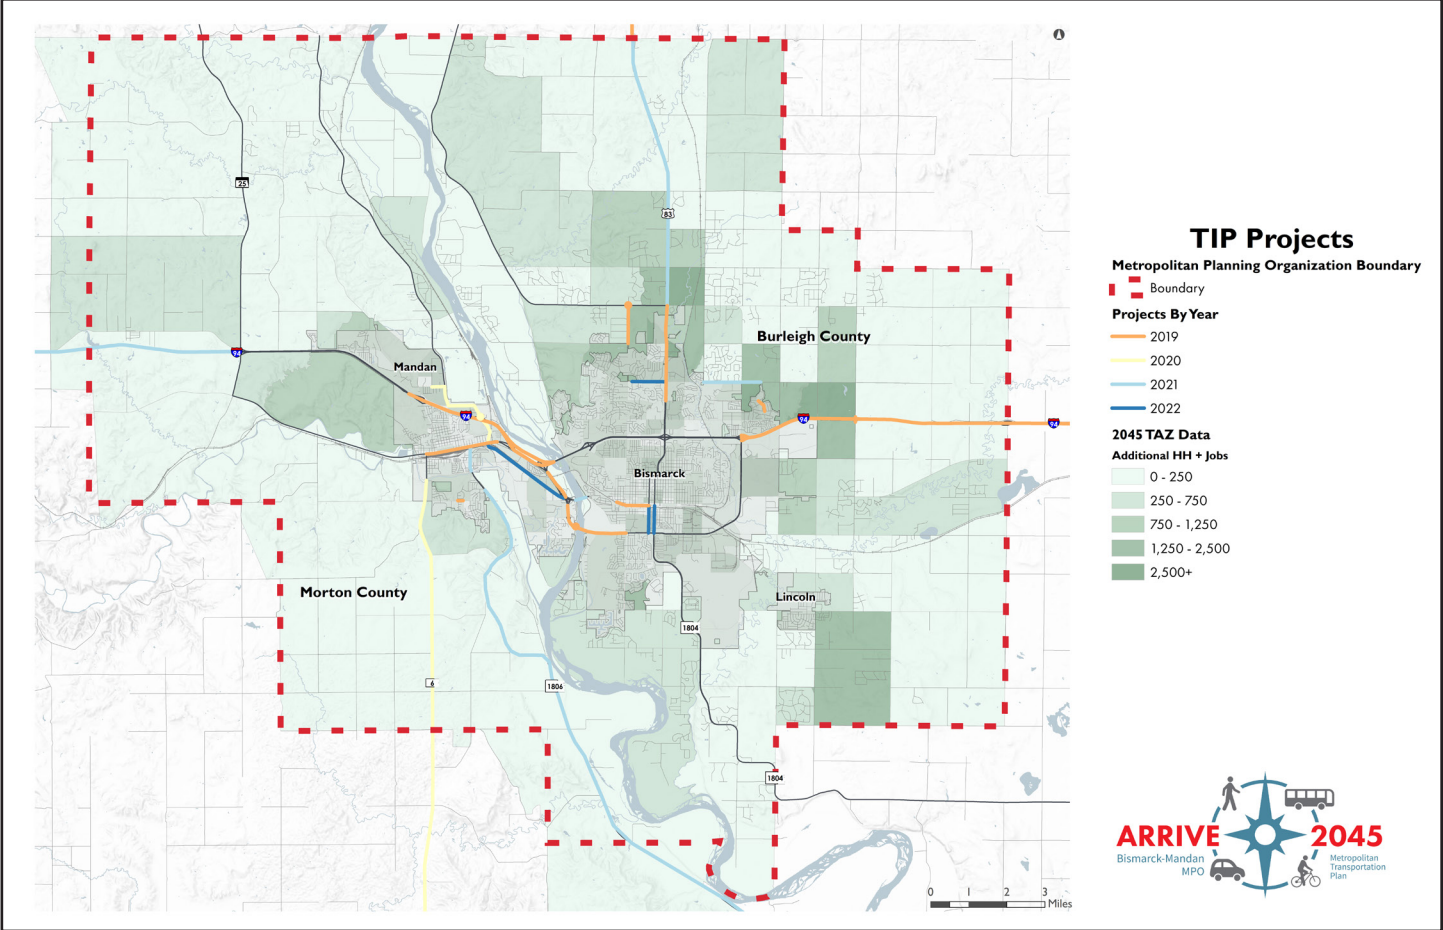 TIP Projects
Metropolitan Planning Organization Boundary
Boundary
Projects By Year
2019
2020
2021
2022
2045 TAZ Data
Additional HH + Jobs
0 - 250
250 - 750
750 - 1,250
1,250 - 2,500
2,500+
25
83
Burleigh County
94
Mandan
94
94
94
Bismarck
Morton County
Lincoln
1804
6
1806
1804
ARRIVE 2045
Bismarck-Mandan
MPO
Metropolitan
Transportation
Plan
0 1 2 3
Miles